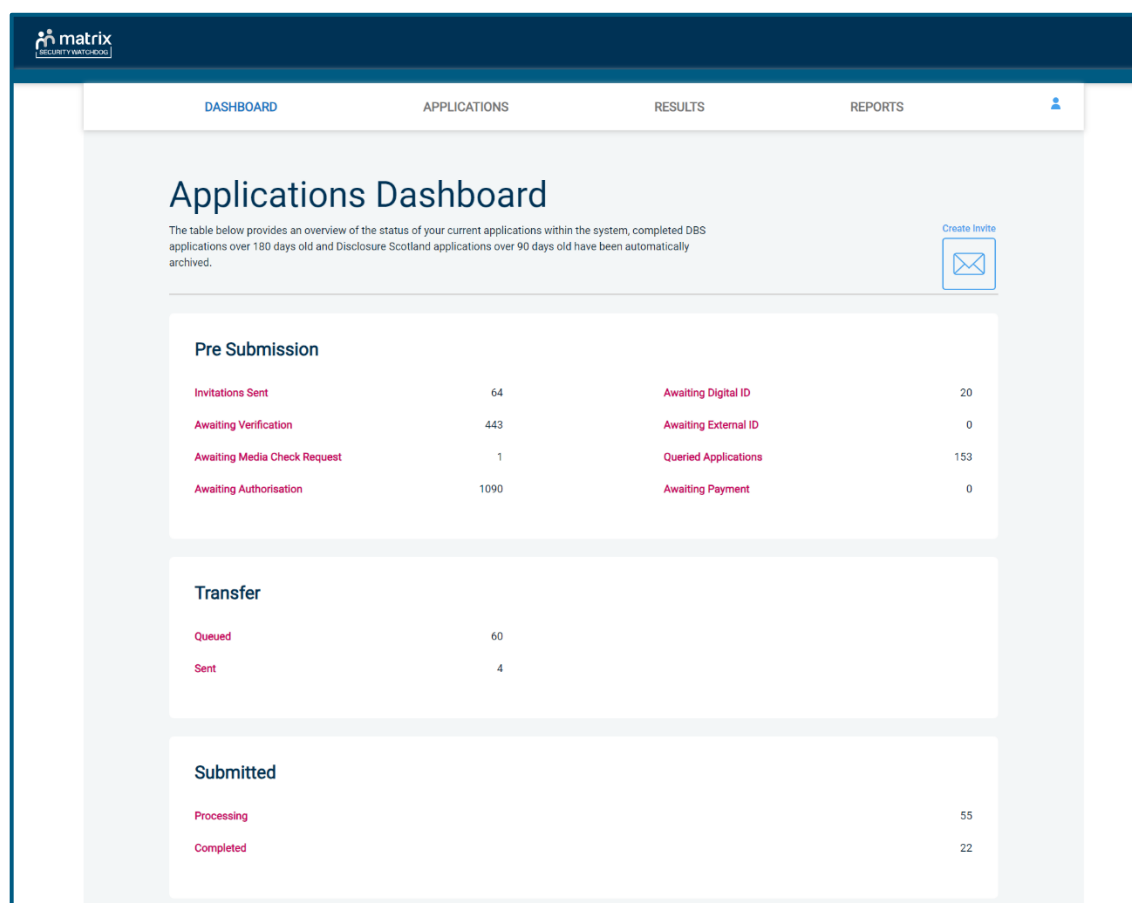 matrix
SECURITY WATCHDOG
DASHBOARD APPLICATIONS RESULTS REPORTS
Applications Dashboard
The table below provides an overview of the status of your current applications within the system, completed DBS
applications over 180 days old and Disclosure Scotland applications over 90 days old have been automatically
archived.
Create Invite
Pre Submission
Invitations Sent 64 Awaiting Digital ID 20
Awaiting Verification 443 Awaiting External ID 0
Awaiting Media Check Request 1 Queried Applications 153
Awaiting Authorisation 1090 Awaiting Payment 0
Transfer
Queued 60
Sent 4
Submitted
Processing 55
Completed 22